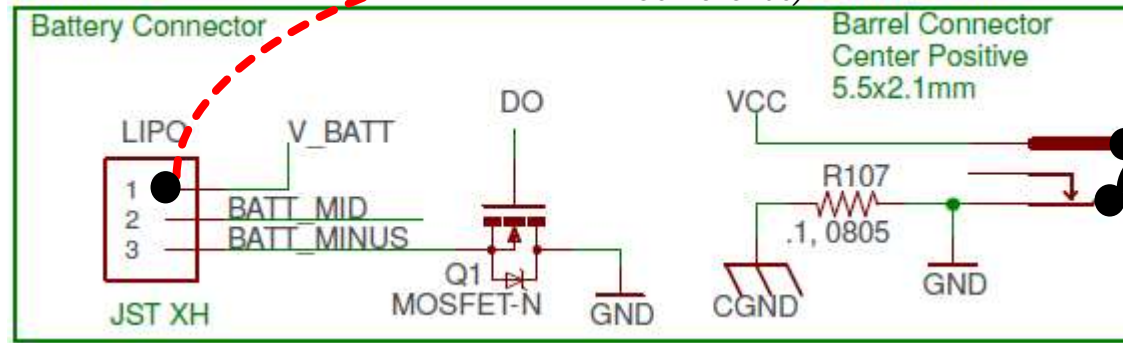 Battery Connector
Barrel Connector
Center Positive
5.5x2.1mm
DO
VCC
LIPO
V_BATT
1
R107
2
BATT_MID
3
BATT_MINUS
.1, 0805
Q1
MOSFET-N
GND
CGND
GND
JST XH